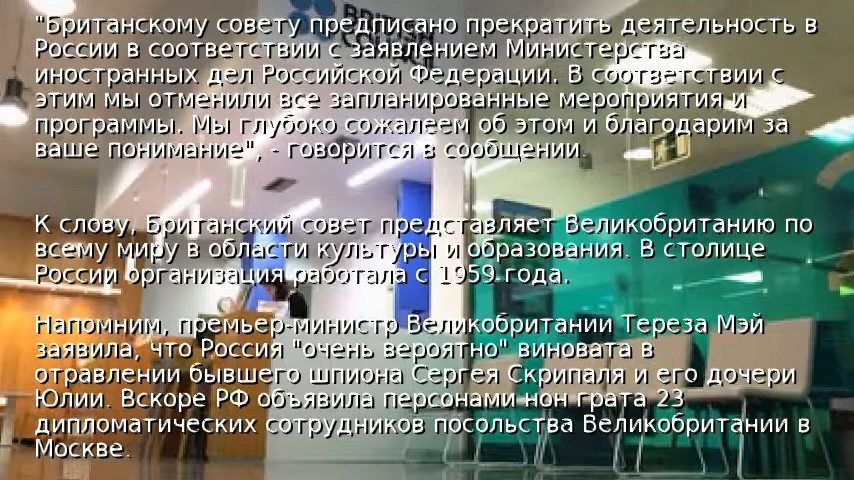 "Британскому совету предписано прекратить деятельность в
России в соответствии с заявлением Министерства
иностранных дел Российской Федерации. В соответствии с
этим мы отменили все запланированные мероприятия и
программы. Мы глубоко сожалеем об этом и благодарим за
ваше понимание", - говорится в сообщении.
К слову, Британский совет представляет Великобританию по
всему миру в области культуры и образования. В столице
России организация работала с 1959 года.
Напомним, премьер-министр Великобритании Тереза Мэй
заявила, что Россия "очень вероятно" виновата в
отравлении бывшего шпиона Сергея Скрипаля и его дочери
Юлии. Вскоре РФ объявила персонами нон грата 23
дипломатических сотрудников посольства Великобритании в
Москве.